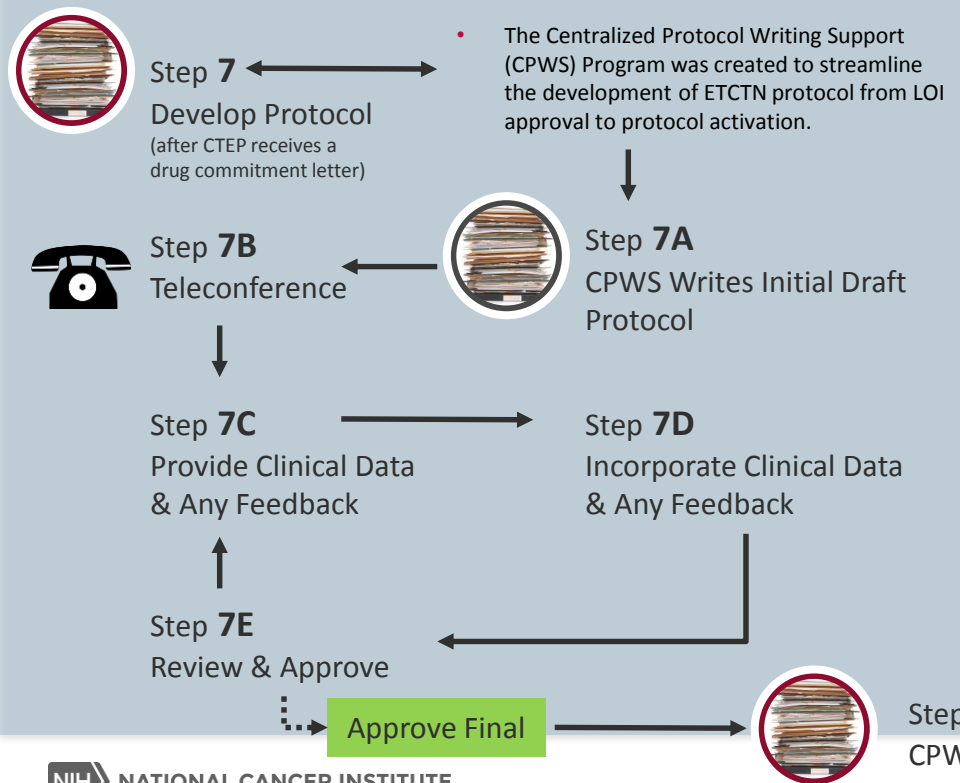 Step 7
Develop Protocol
(after CTEP receives a
drug commitment letter)
• The Centralized Protocol Writing Support
(CPWS) Program was created to streamline
the development of ETCTN protocol from LOI
approval to protocol activation.
Step 7A
CPWS Writes Initial Draft
Protocol
Step 7B
Teleconference
Step 7C
Provide Clinical Data
& Any Feedback
Step 7D
Incorporate Clinical Data
& Any Feedback
Step 7E
Review & Approve
Approve Final
Step
CPW
NIH NATIONAL CANCER INSTITUTE